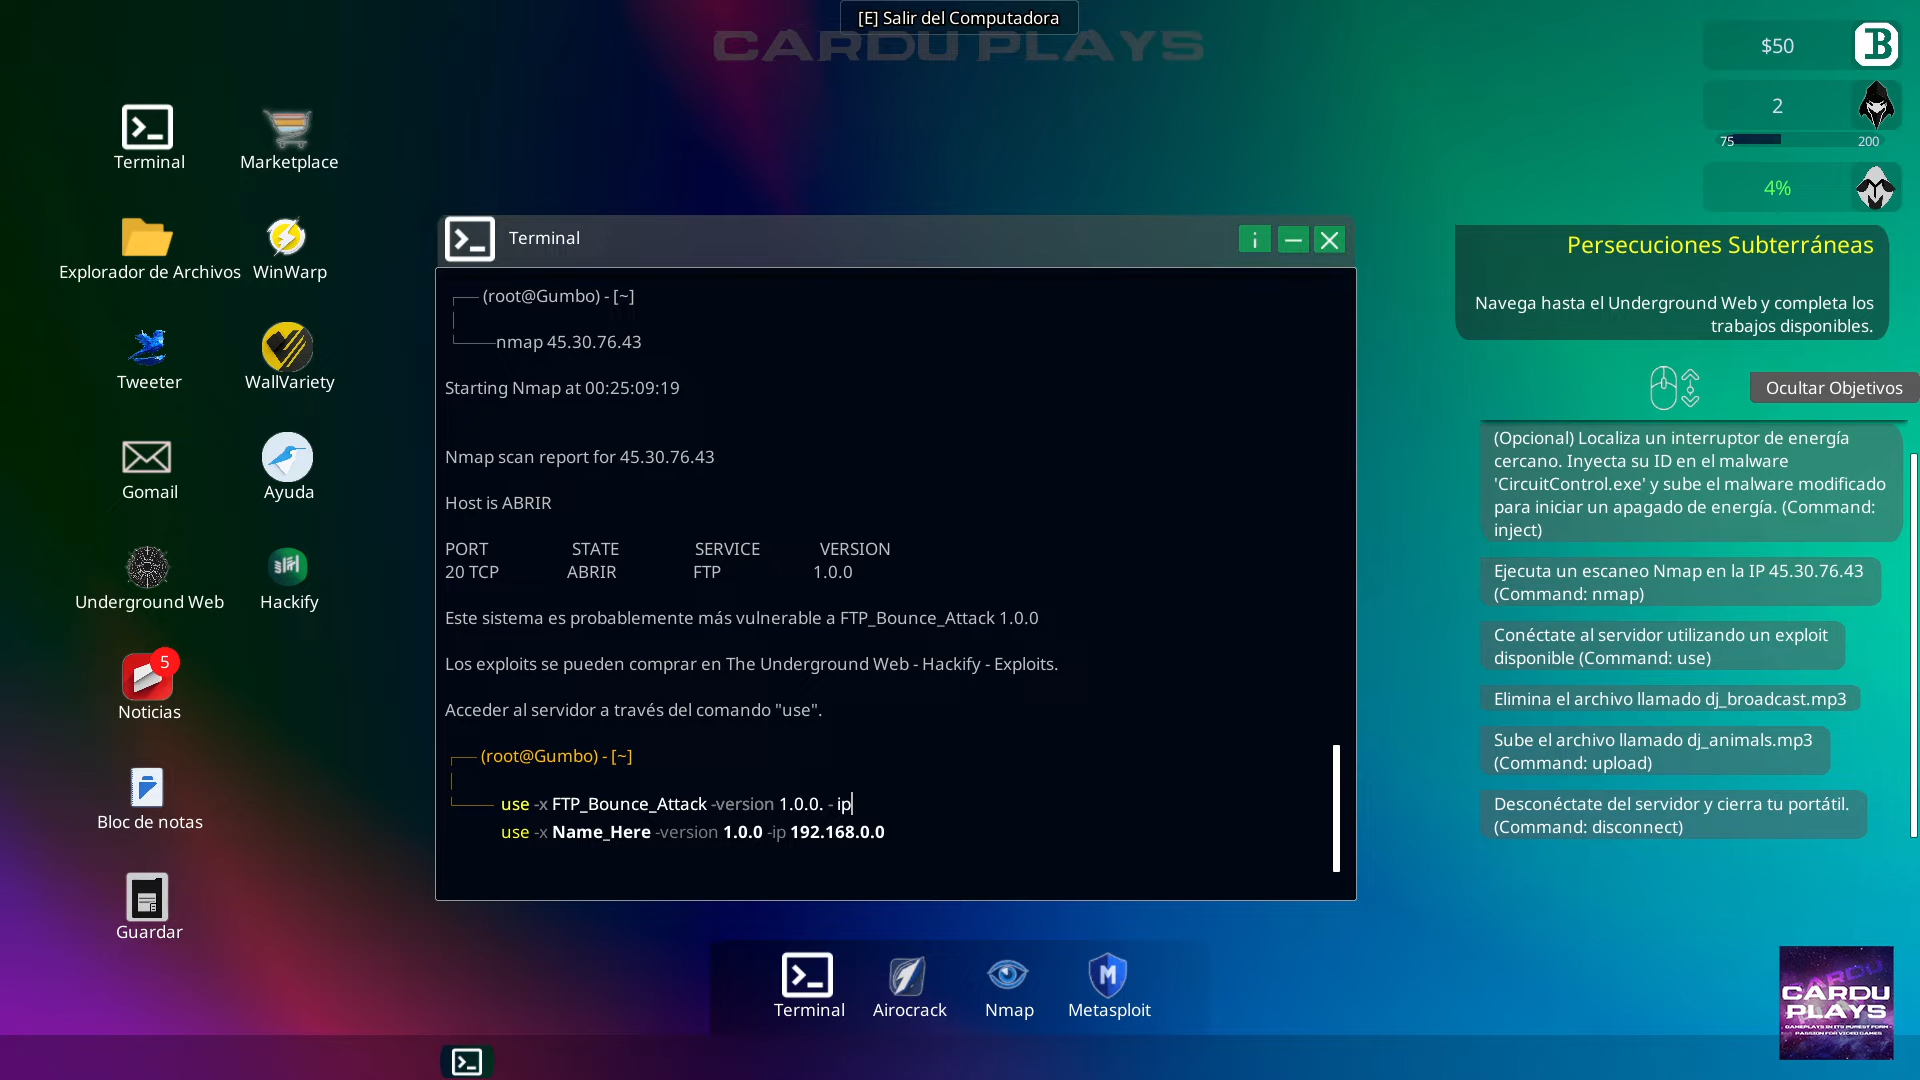 [E] Salir del Computadora
CARDU PLAYS
$50
B
2
75
200
4%
Terminal
Marketplace
Explorador de Archivos
WinWarp
Tweeter
WallVariety
Gomail
Ayuda
Underground Web
Hackify
5
Noticias
Bloc de notas
Guardar
Terminal
(root@Gumbo) - [~]
nmap 45.30.76.43
Starting Nmap at 00:25:09:19
Nmap scan report for 45.30.76.43
Host is ABRIR
PORT STATE SERVICE VERSION
20 TCP ABRIR FTP 1.0.0
Este sistema es probablemente más vulnerable a FTP_Bounce_Attack 1.0.0
Los exploits se pueden comprar en The Underground Web - Hackify - Exploits.
Acceder al servidor a través del comando "use".
(root@Gumbo) - [~]
use -x FTP_Bounce_Attack -version 1.0.0. - ip
use -x Name_Here -version 1.0.0 -ip 192.168.0.0
Persecuciones Subterráneas
Navega hasta el Underground Web y completa los
trabajos disponibles.
Ocultar Objetivos
(Opcional) Localiza un interruptor de energía
cercano. Inyecta su ID en el malware
'CircuitControl.exe' y sube el malware modificado
para iniciar un apagado de energía. (Command:
inject)
Ejecuta un escaneo Nmap en la IP 45.30.76.43
(Command: nmap)
Conéctate al servidor utilizando un exploit
disponible (Command: use)
Elimina el archivo llamado dj_broadcast.mp3
Sube el archivo llamado dj_animals.mp3
(Command: upload)
Desconéctate del servidor y cierra tu portátil.
(Command: disconnect)
Terminal
Airocrack
Nmap
M
Metasploit
CARDU
PLAYS
GAMEPLAYS IN ITS PUREST FORM -
PASSION FOR VIDEO GAMES